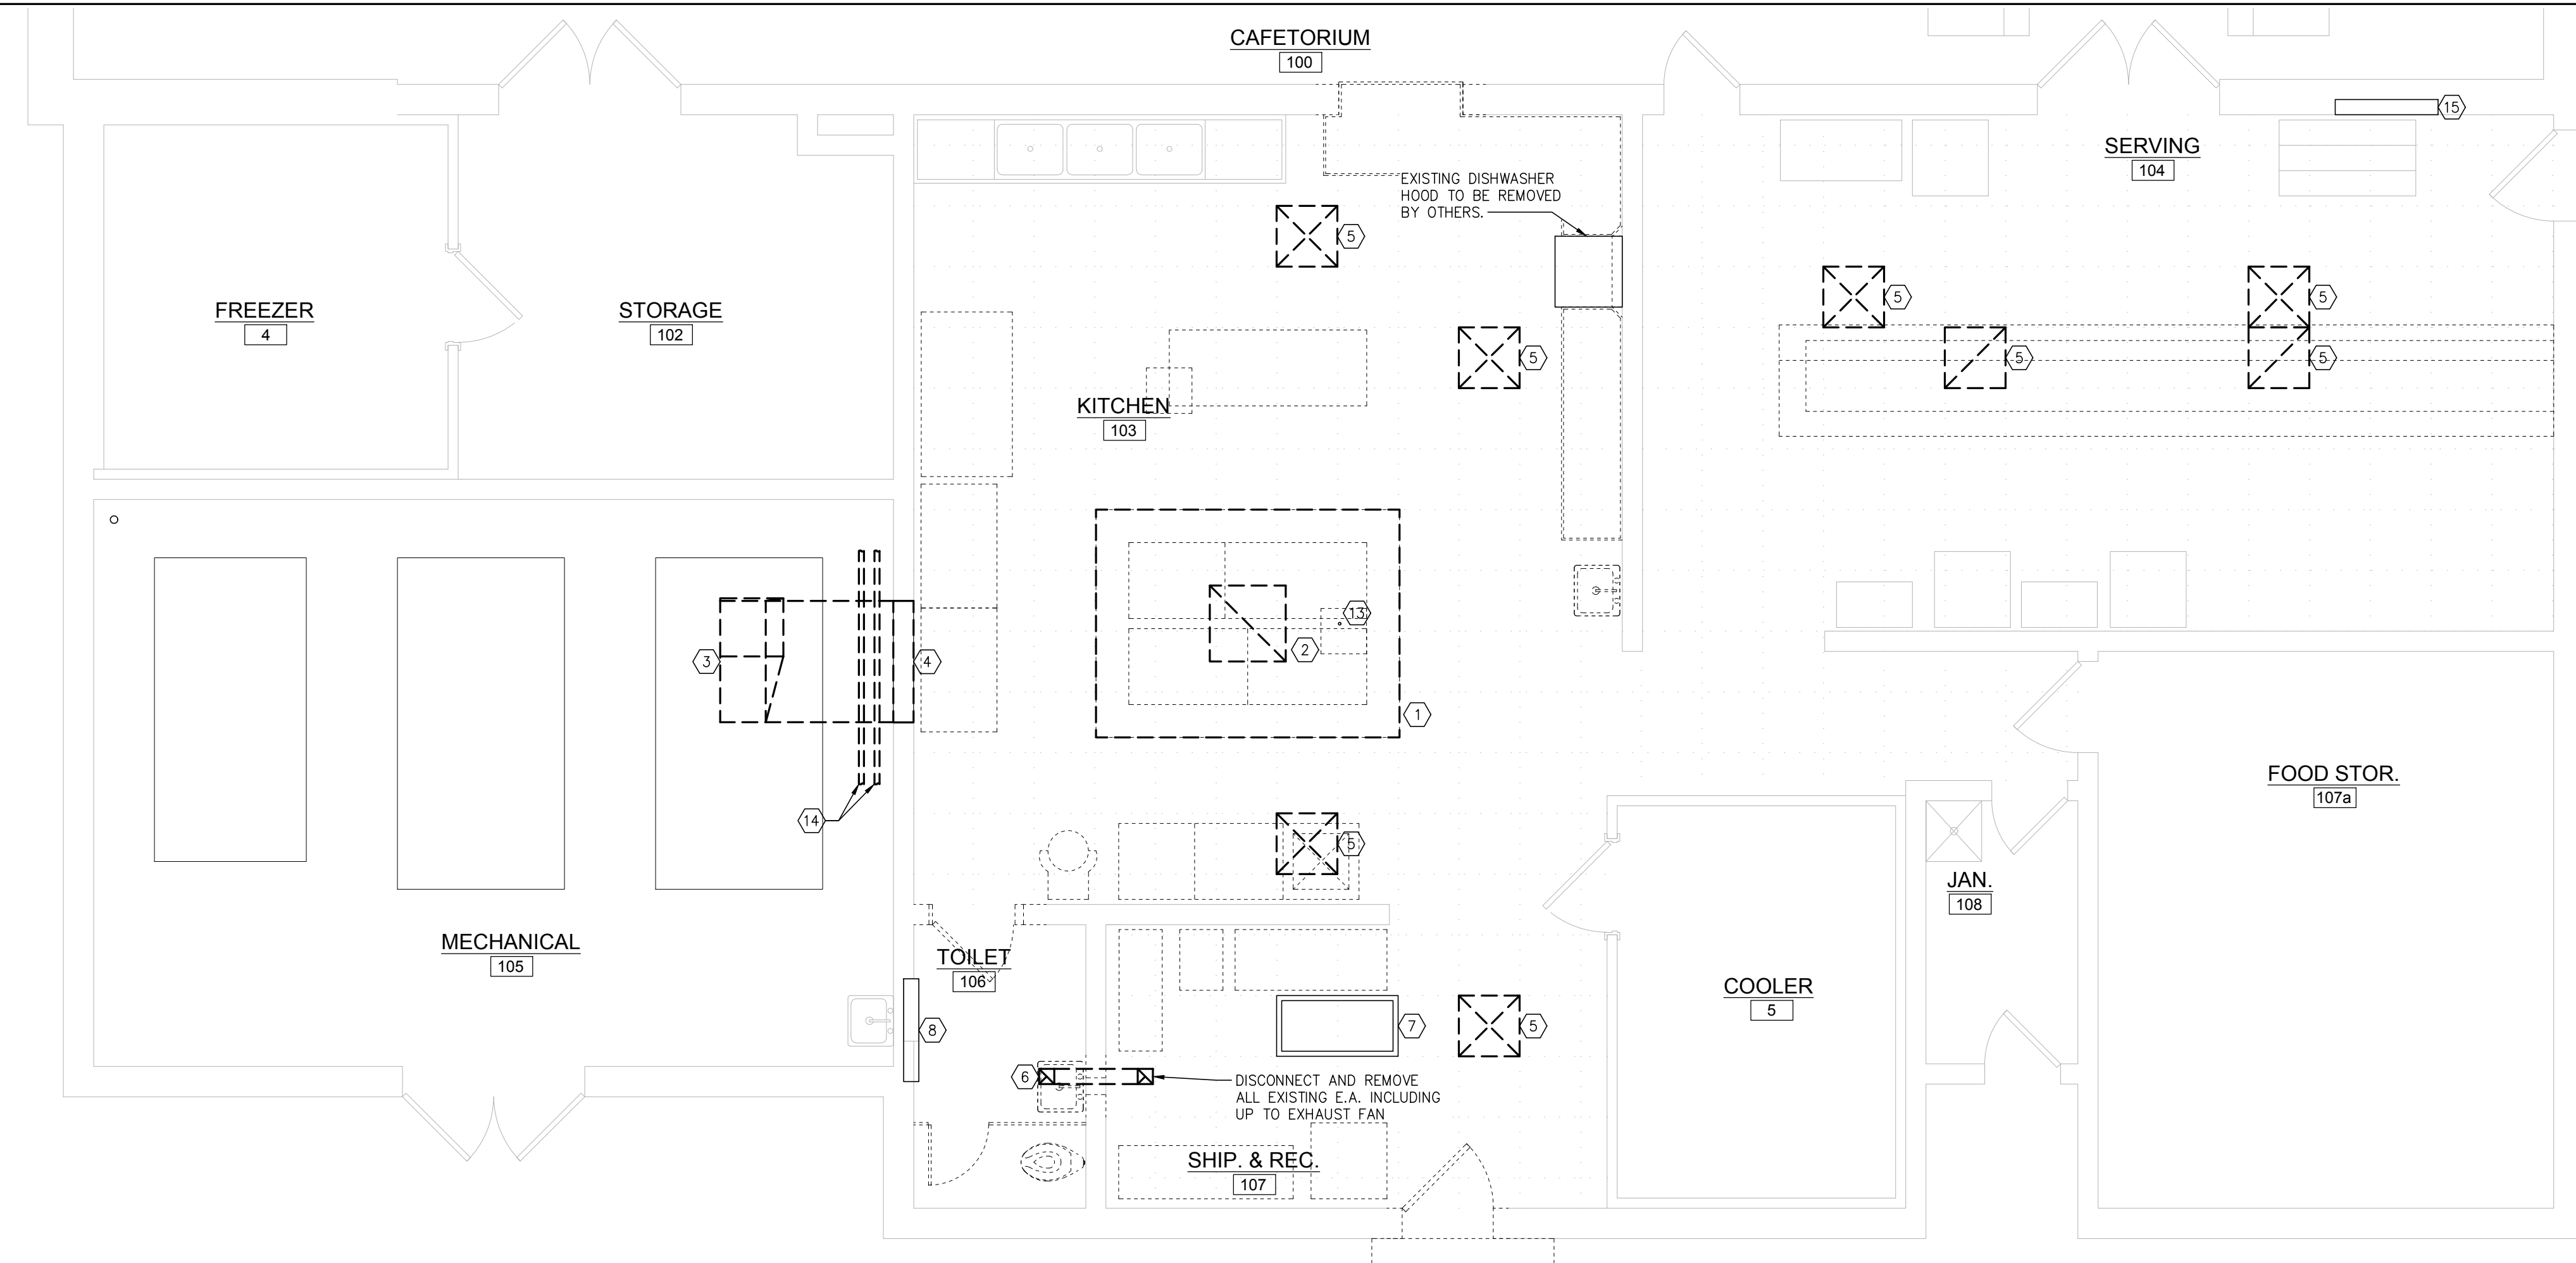 CAFETORIUM
100
15
SERVING
104
EXISTING DISHWASHER
HOOD TO BE REMOVED
BY OTHERS.
5
5
5
5
5
5
FREEZER
4
STORAGE
102
KITCHEN
103
13
2
3
4
1
14
FOOD STOR.
107a
5
JAN.
108
MECHANICAL
105
TOILET
106
COOLER
5
8
7
5
6
DISCONNECT AND REMOVE
ALL EXISTING E.A. INCLUDING
UP TO EXHAUST FAN
SHIP. & REC.
107